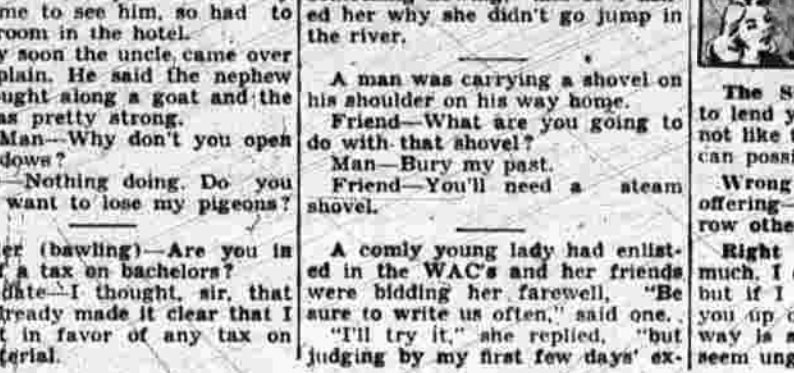 me to see him, so had to
room in the hotel.
y soon the uncle came over
plain. He said the nephew
ought along a goat and the
as pretty strong.
Man—Why don't you open
dows?
—Nothing doing. Do you
want to lose my pigeons?
er (bawling)—Are you in
f a tax on bachelors?
date—I thought, sir, that
lready made it clear that I
t in favor of any tax on
terial.
ed her why she didn't go jump in
the river.
A man was carrying a shovel on
his shoulder on his way home.
Friend—What are you going to
do with that shovel?
Man—Bury my past.
Friend—You'll need a steam
shovel.
A comly young lady had enlist-
ed in the WAC's and her friends
were bidding her farewell, "Be
sure to write us often," said one.
"I'll try it," she replied, "but
judging by my first few days' ex-
The S
to lend y
not like t
can possi
Wrong
offering—
row othe
Right
much. I
but if I
you up o
way is a
seem ung